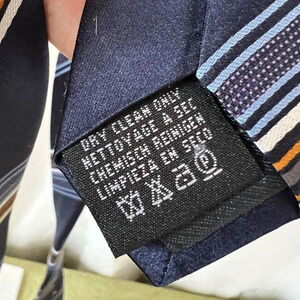 DRY CLEAN ONLY
NETTOYAGE A SEC
CHEMISCH REINIGEN
LIMPIEZA EN SECO